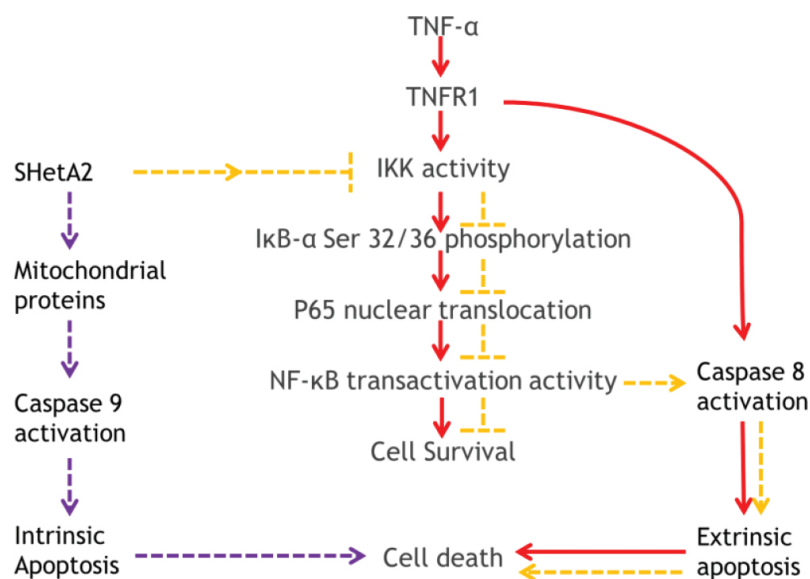 TNF-α
TNFR1
SHetA2
IKK activity
IκB-α Ser 32/36 phosphorylation
Mitochondrial
proteins
P65 nuclear translocation
NF-κB transactivation activity
Caspase 8
activation
Caspase 9
activation
Cell Survival
Intrinsic
Apoptosis
Cell death
Extrinsic
apoptosis